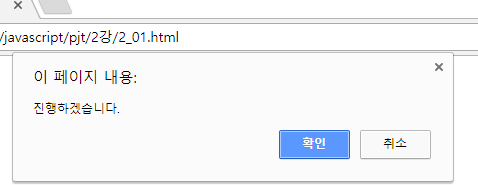 /javascript/pjt/2강/2_01.html
이 페이지 내용:
진행하겠습니다.
확인 취소